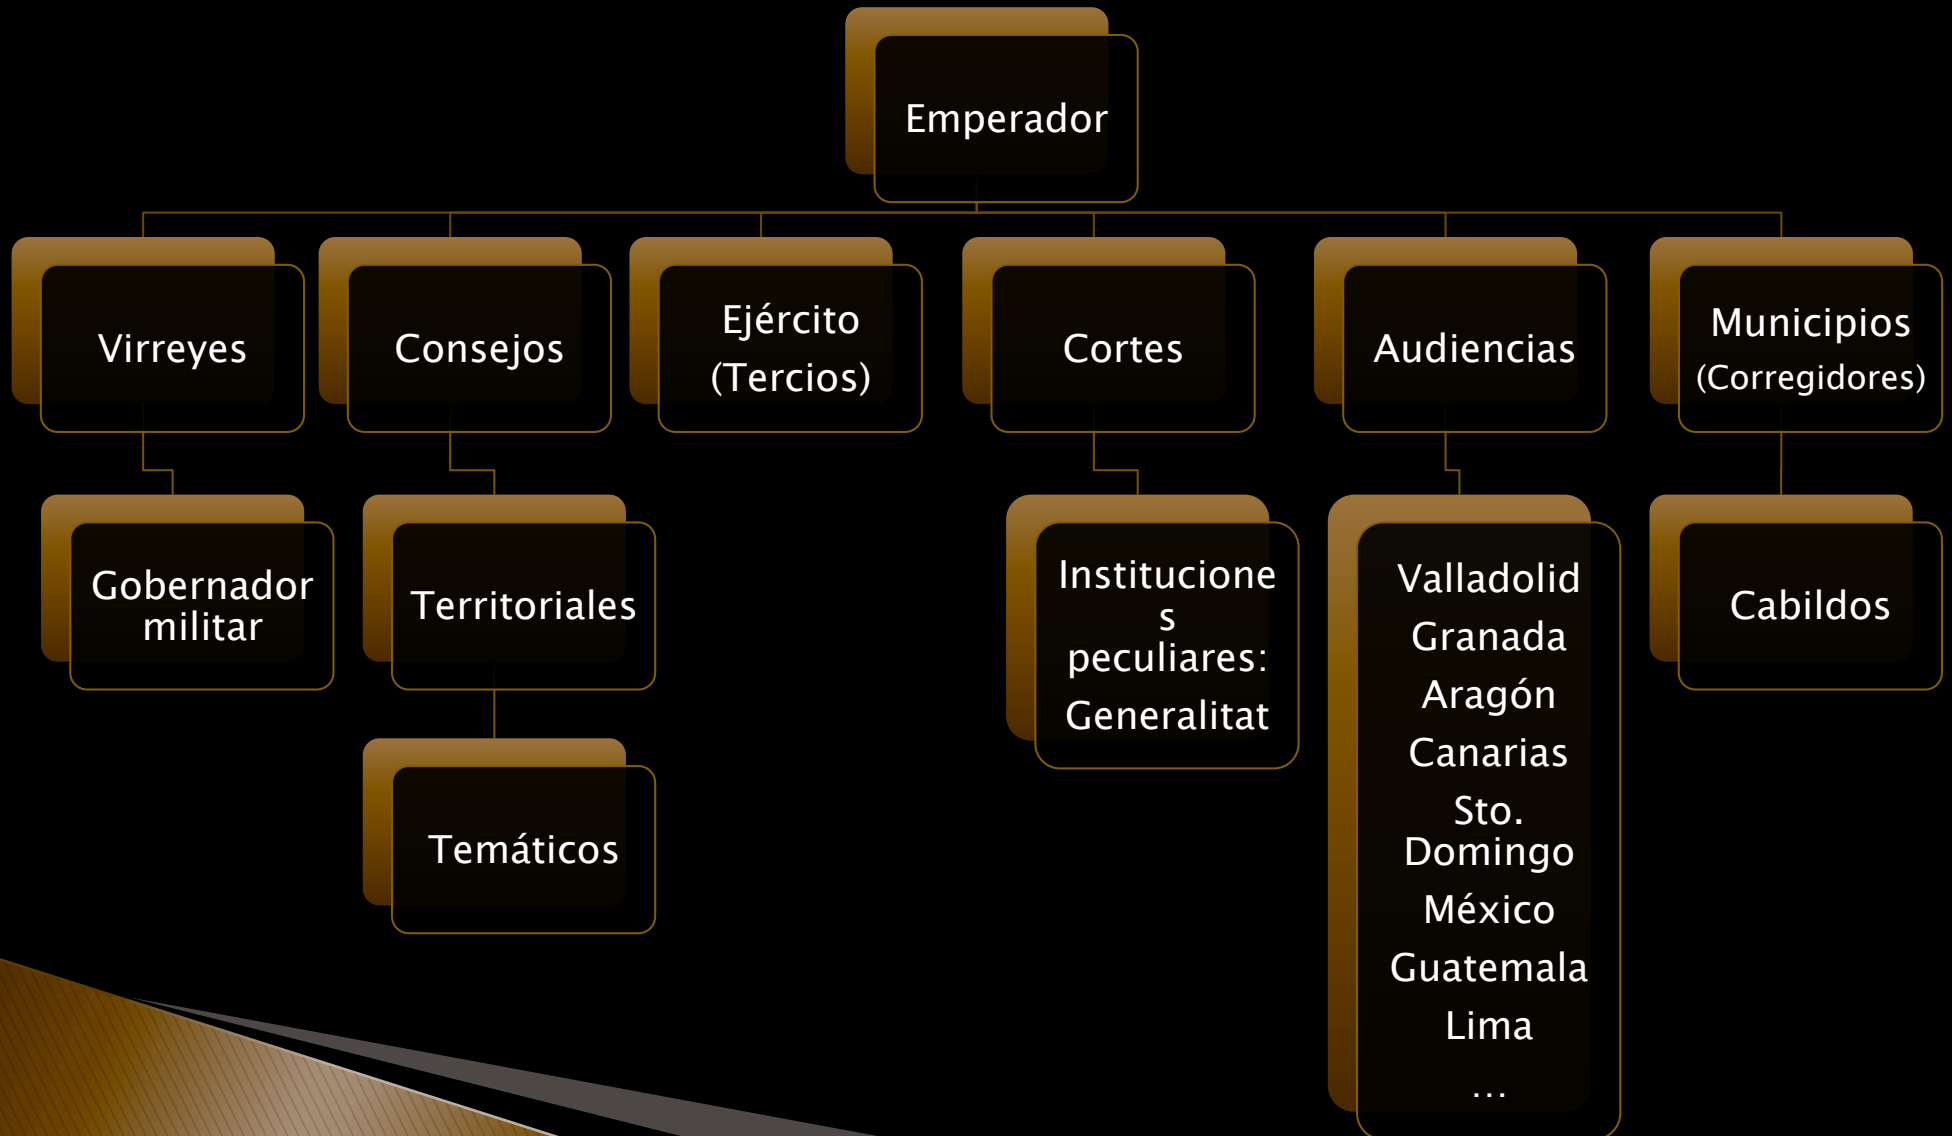 Emperador
Virreyes
Consejos
Ejército
(Tercios)
Cortes
Audiencias
Municipios
(Corregidores)
Gobernador
militar
Territoriales
Temáticos
Institucione
s
peculiares:
Generalitat
Valladolid
Granada
Aragón
Canarias
Sto.
Domingo
México
Guatemala
Lima
…
Cabildos